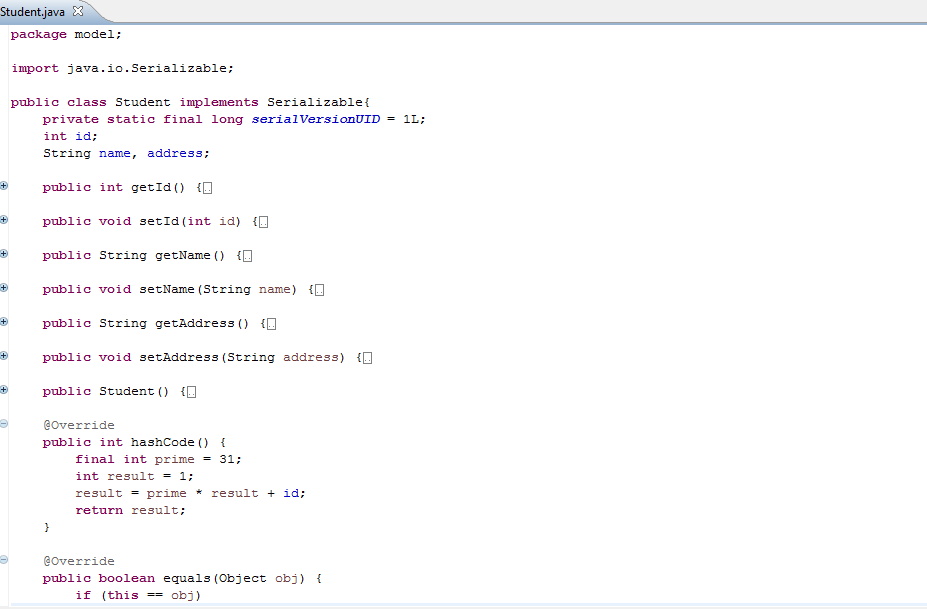 Student.java
package model;
import java.io.Serializable;
public class Student implements Serializable{
private static final long serialVersionUID = 1L;
int id;
String name, address;
public int getId() {
public void setId(int id) {
public String getName() {
public void setName(String name) {
public String getAddress() {
public void setAddress(String address) {
public Student() {
@Override
public int hashCode() {
final int prime = 31;
int result = 1;
result = prime * result + id;
return result;
}
@Override
public boolean equals(Object obj) {
if (this == obj)